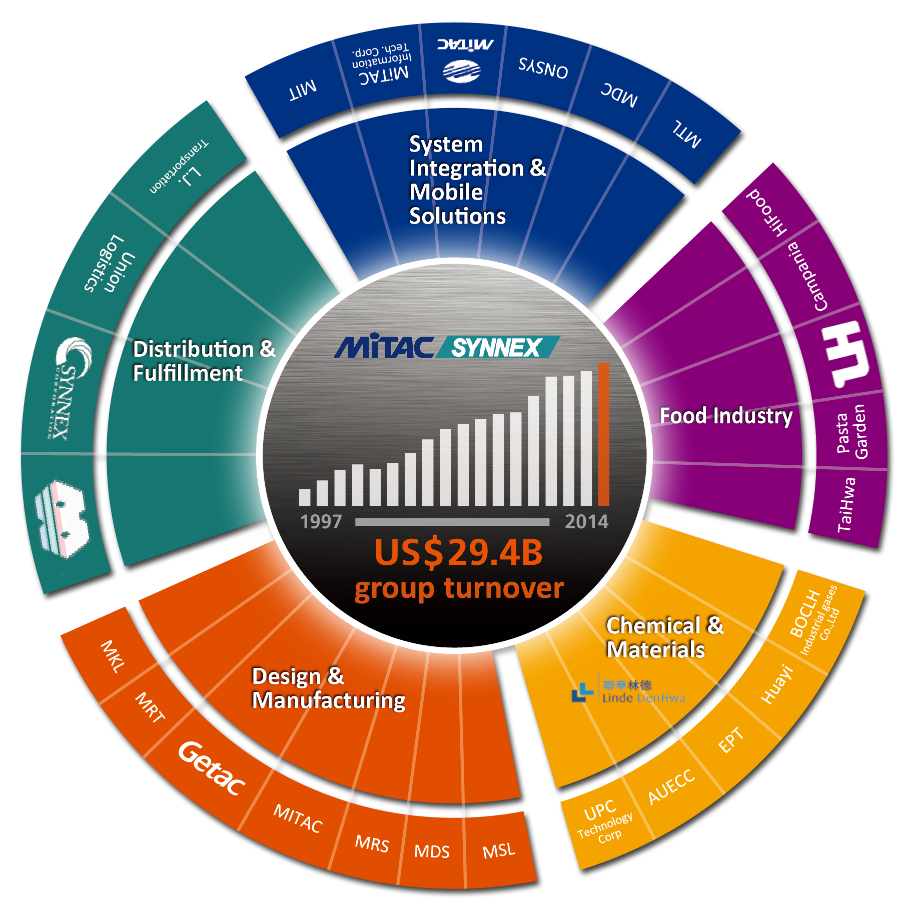 MIT
MiTAC
Information
Tech. Corp.
MiTAC
ONSYS
MDC
MTL
System
Integration &
Mobile
Solutions
HiFood
Campania
Pasta
Garden
TaiHwa
Food Industry
BOCLH
Industrial gases
Co., Ltd
Huayi
EPT
AUECC
UPC
Technology
Corp
Chemical &
Materials
聯華林德
Linde LienHwa
MSL
MDS
MRS
MITAC
Getac
MRT
MKL
Design &
Manufacturing
SYNNEX
CORPORATION
Union
Logistics
L.J.
Transportation
Distribution &
Fulfillment
MiTAC SYNNEX
1997 2014
US$29.4B
group turnover